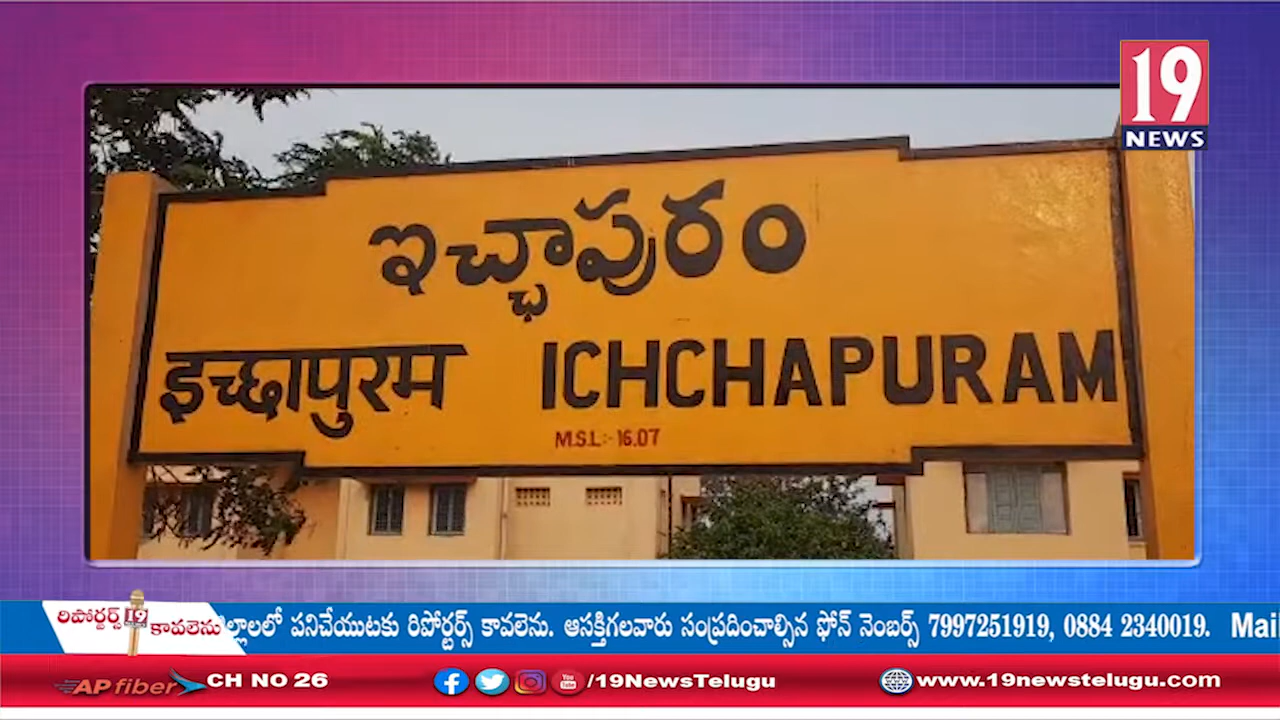 19
NEWS
ఇచ్ఛాపురం
इच्छापुरम
ICHCHAPURAM
M.S.L:- 16.07
రిపోర్టర్స్ 19
కావలెను
ల్లాలలో పనిచేయుటకు రిపోర్టర్స్ కావలెను. ఆసక్తిగలవారు సంప్రదించాల్సిన ఫోన్ నెంబర్స్ 7997251919, 0884 2340019. Mail
AP fiber CH NO 26
/19NewsTelugu
www.19newstelugu.com